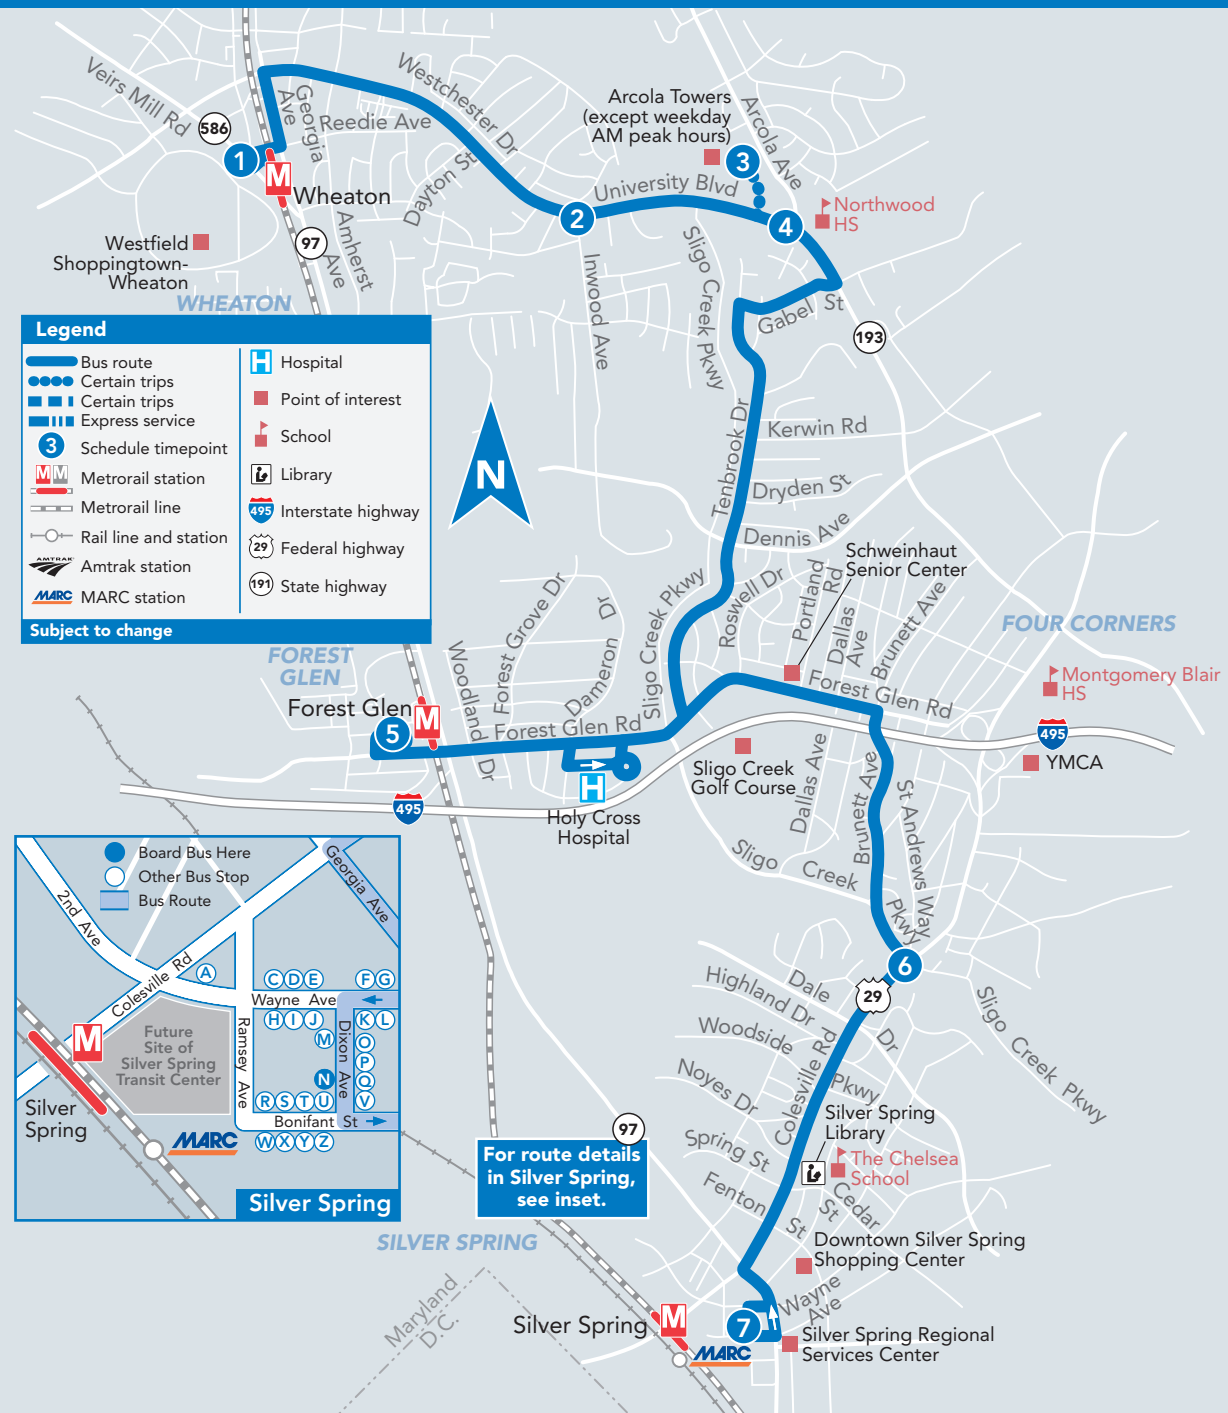 Veirs Mill Rd
586
1
M
Wheaton
Georgia
Ave
Reedie Ave
Westchester Dr
Dayton St
Amherst
Ave
97
Westfield
Shoppingtown-
Wheaton
WHEATON
Arcola Towers
(except weekday
AM peak hours)
3
Arcola Ave
University Blvd
2
4
Northwood
HS
Inwood Ave
Sligo Creek Pkwy
Gabel St
193
Legend
Bus route
Certain trips
Certain trips
Express service
3
Schedule timepoint
M M
Metrorail station
Metrorail line
Rail line and station
AMTRAK
Amtrak station
MARC
MARC station
H
Hospital
Point of interest
School
Library
495
Interstate highway
29
Federal highway
191
State highway
Subject to change
N
Tenbrook Dr
Kerwin Rd
Dryden St
Dennis Ave
Schweinhaut
Senior Center
Roswell Dr
Portland
Rd
Dallas
Ave
Brunett Ave
FOUR CORNERS
Montgomery Blair
HS
FOREST
GLEN
Forest Glen
5
M
Woodland Dr
Forest Grove Dr
Dameron
Dr
Sligo Creek Pkwy
Forest Glen Rd
Forest Glen Rd
495
YMCA
Sligo Creek
Golf Course
Dallas Ave
Brunett Ave
St Andrews Way
H
Holy Cross
Hospital
495
Sligo
Creek
Pkwy
6
29
Dale
Dr
Highland Dr
Woodside
Pkwy
Noyes Dr
Colesville Rd
Sligo Creek Pkwy
Spring St
Silver Spring
Library
The Chelsea
School
Cedar
St
Fenton
St
Downtown Silver Spring
Shopping Center
Wayne
Ave
7
Silver Spring Regional
Services Center
Silver Spring
M
MARC
97
For route details
in Silver Spring,
see inset.
SILVER SPRING
Maryland
D.C.
Board Bus Here
Other Bus Stop
Bus Route
Georgia Ave
2nd Ave
Colesville Rd
A
C D E
F G
Wayne Ave
H I J
K L
M
O
P
N
Q
R S T U
V
Dixon Ave
Ramsey Ave
Bonifant St
W X Y Z
Future
Site of
Silver Spring
Transit Center
M
Silver
Spring
MARC
Silver Spring